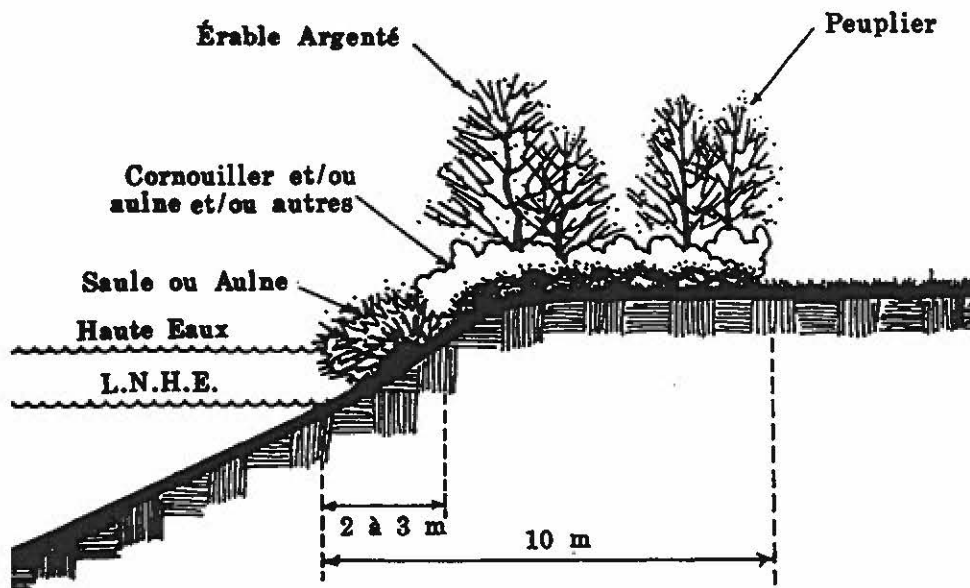 Érable Argenté
Peuplier
Cornouiller et/ou
aulne et/ou autres
Saule ou Aulne
Haute Eaux
L.N.H.E.
2 à 3 m
10 m